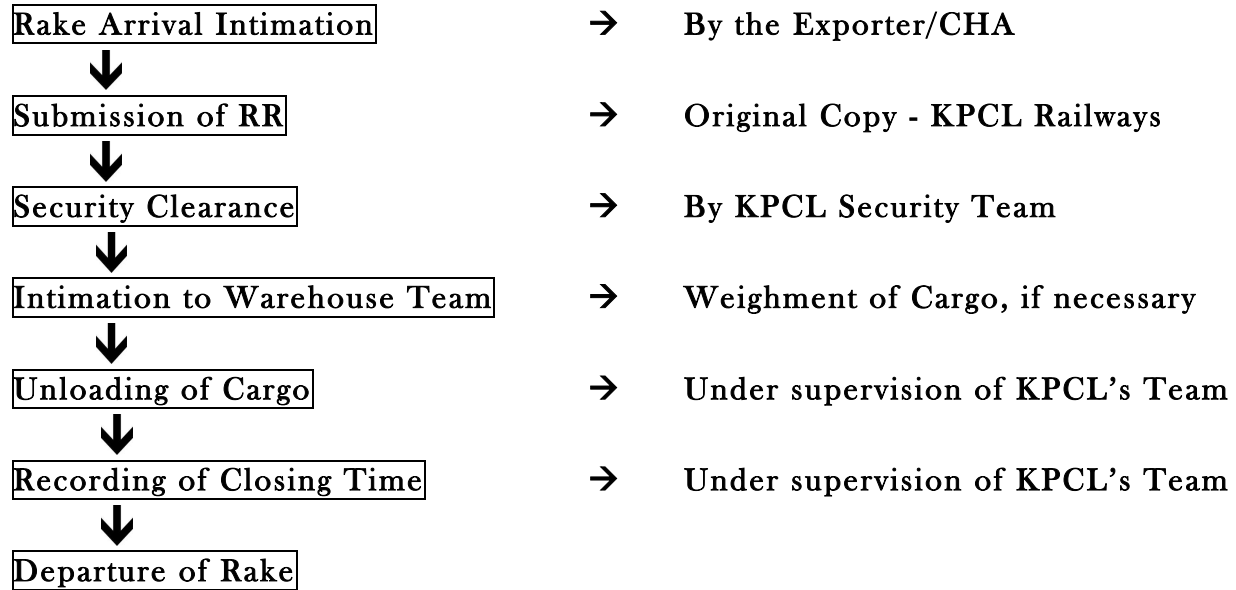 Rake Arrival Intimation → By the Exporter/CHA
Submission of RR → Original Copy - KPCL Railways
Security Clearance → By KPCL Security Team
Intimation to Warehouse Team → Weighment of Cargo, if necessary
Unloading of Cargo → Under supervision of KPCL’s Team
Recording of Closing Time → Under supervision of KPCL’s Team
Departure of Rake